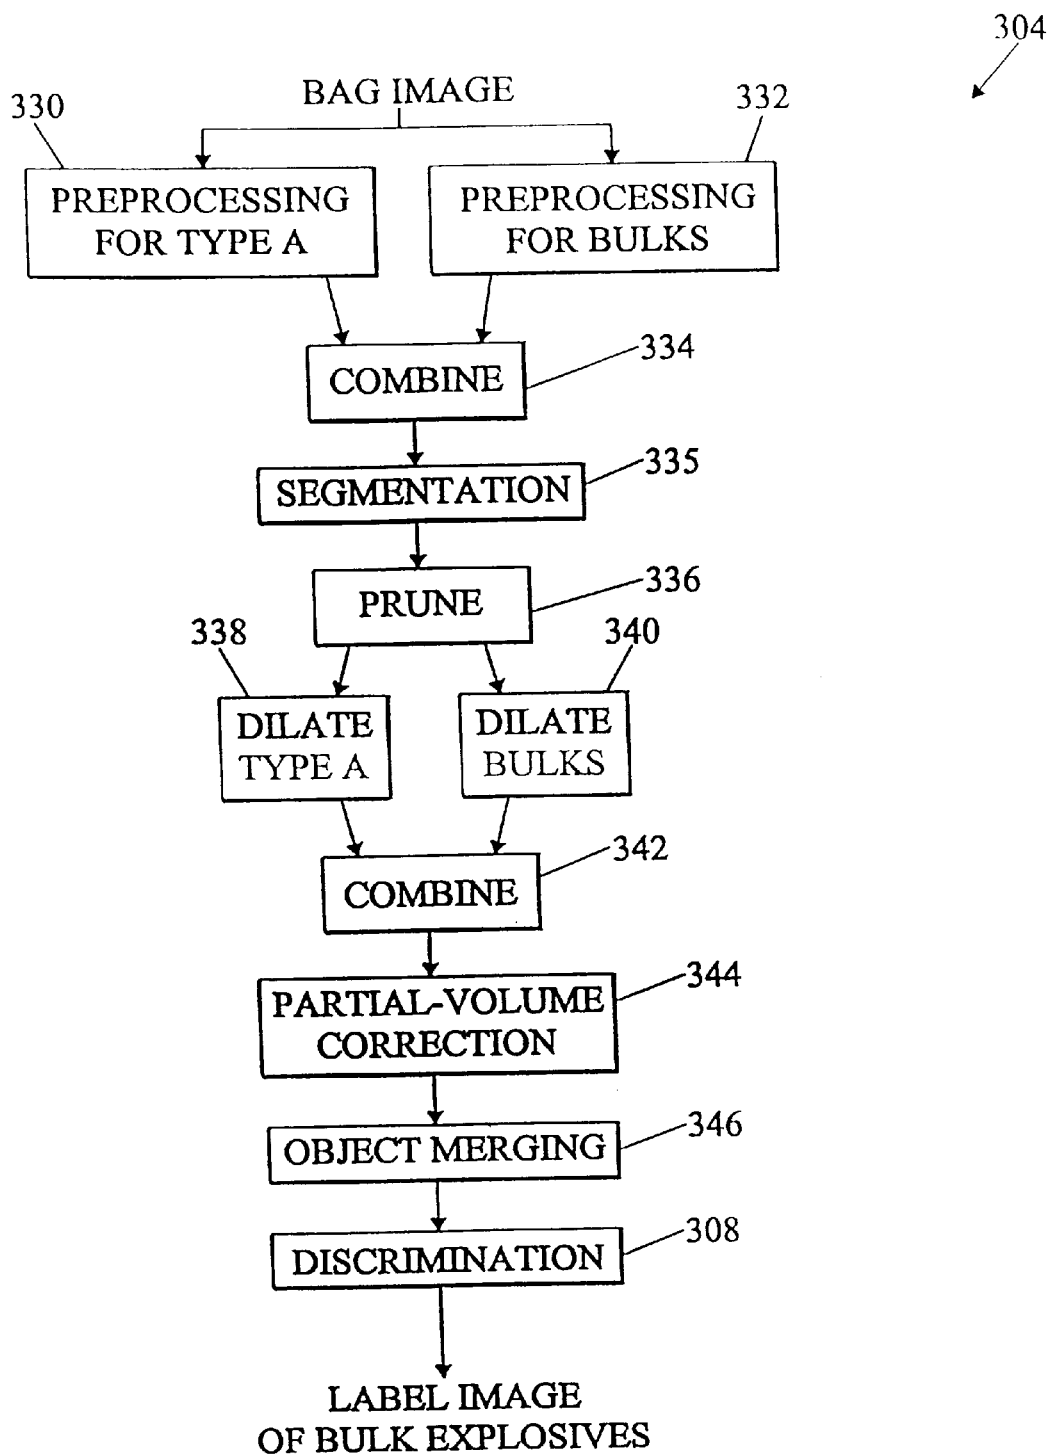 304
BAG IMAGE
330
332
PREPROCESSING
FOR TYPE A
PREPROCESSING
FOR BULKS
COMBINE
334
SEGMENTATION
335
PRUNE
336
338
340
DILATE
TYPE A
DILATE
BULKS
COMBINE
342
PARTIAL-VOLUME
CORRECTION
344
OBJECT MERGING
346
DISCRIMINATION
308
LABEL IMAGE
OF BULK EXPLOSIVES